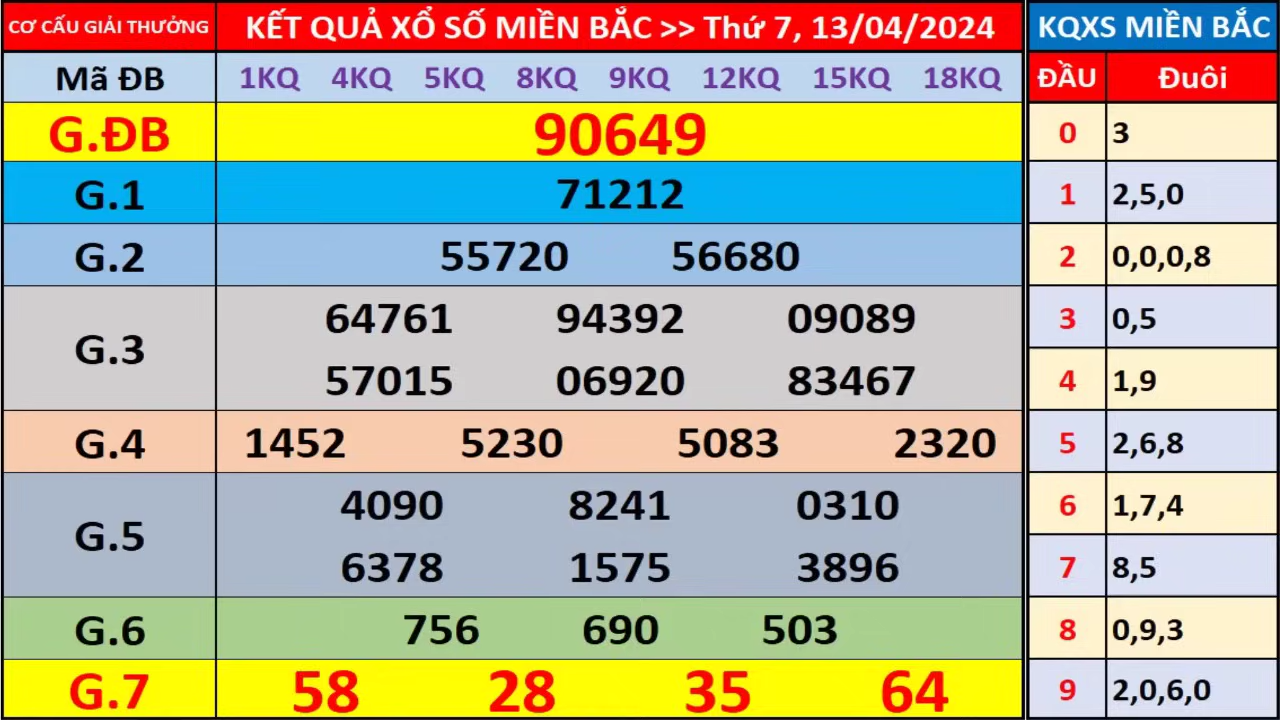 CƠ CẤU GIẢI THƯỞNG
KẾT QUẢ XỔ SỐ MIỀN BẮC >> Thứ 7, 13/04/2024
Mã ĐB 1KQ 4KQ 5KQ 8KQ 9KQ 12KQ 15KQ 18KQ
G.ĐB 90649
G.1 71212
G.2 55720 56680
G.3 64761 94392 09089
57015 06920 83467
G.4 1452 5230 5083 2320
G.5 4090 8241 0310
6378 1575 3896
G.6 756 690 503
G.7 58 28 35 64
KQXS MIỀN BẮC
ĐẦU Đuôi
0 3
1 2,5,0
2 0,0,0,8
3 0,5
4 1,9
5 2,6,8
6 1,7,4
7 8,5
8 0,9,3
9 2,0,6,0